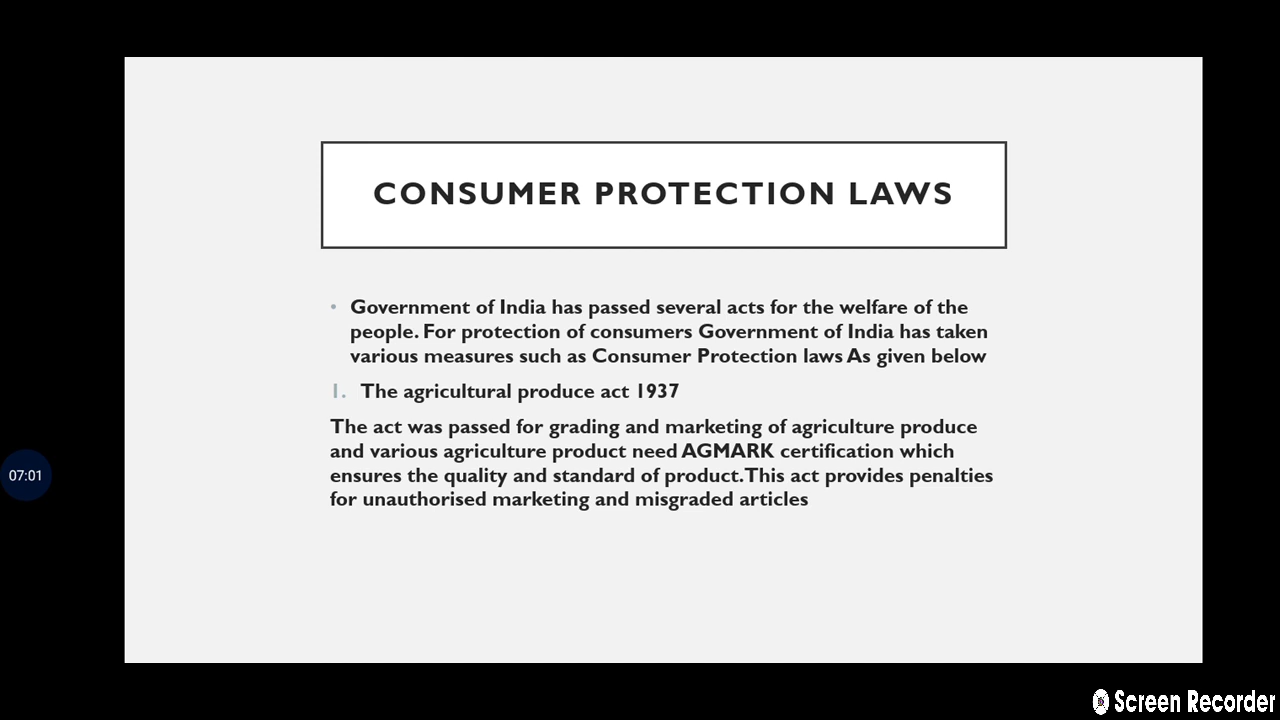 CONSUMER PROTECTION LAWS
• Government of India has passed several acts for the welfare of the
people. For protection of consumers Government of India has taken
various measures such as Consumer Protection laws As given below
1. The agricultural produce act 1937
The act was passed for grading and marketing of agriculture produce
and various agriculture product need AGMARK certification which
ensures the quality and standard of product.This act provides penalties
for unauthorised marketing and misgraded articles
07:01
Screen Recorder